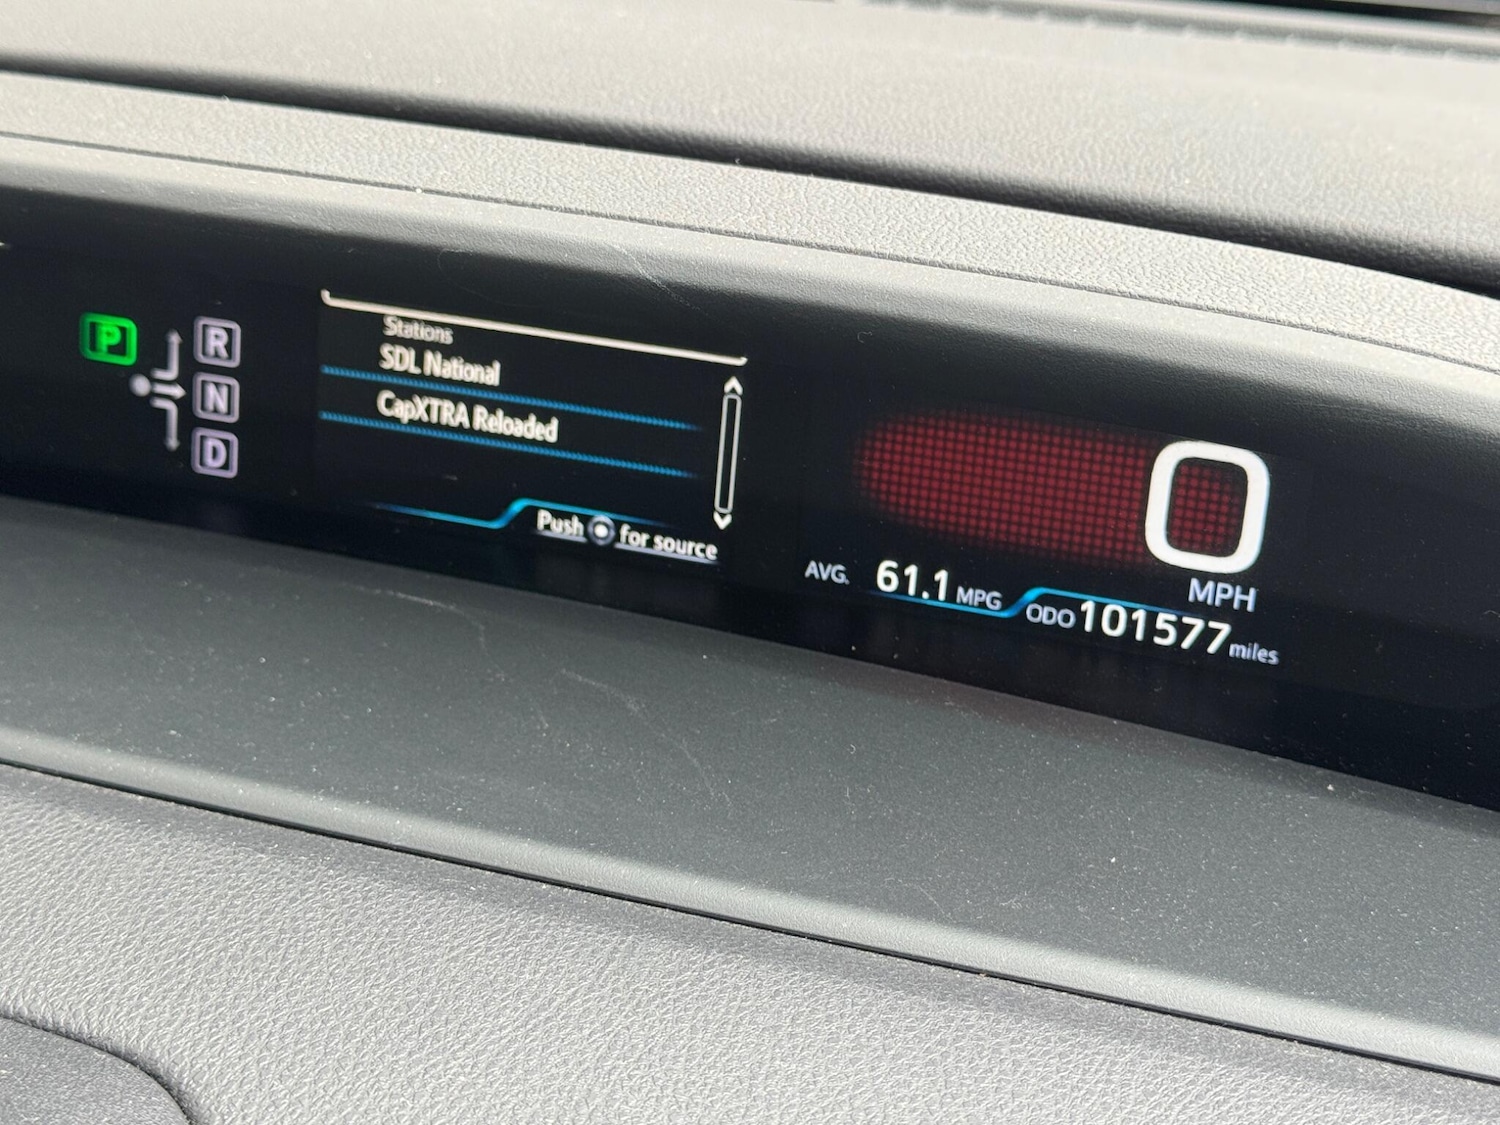 P
R
N
D
Stations
SDL National
CapXTRA Reloaded
Push for source
0
MPH
AVG. 61.1 MPG
ODO 101577 miles